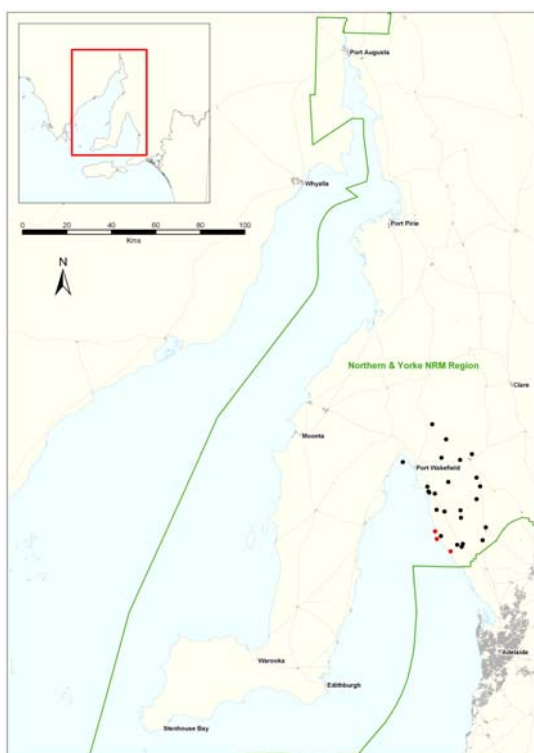 Port Augusta
Whyalla
Port Pirie
0 20 40 60 80 100
Kms
N
Northern & Yorke NRM Region
Clare
Moonta
Port Wakefield
Adelaide
Warooka
Edithburgh
Stenhouse Bay